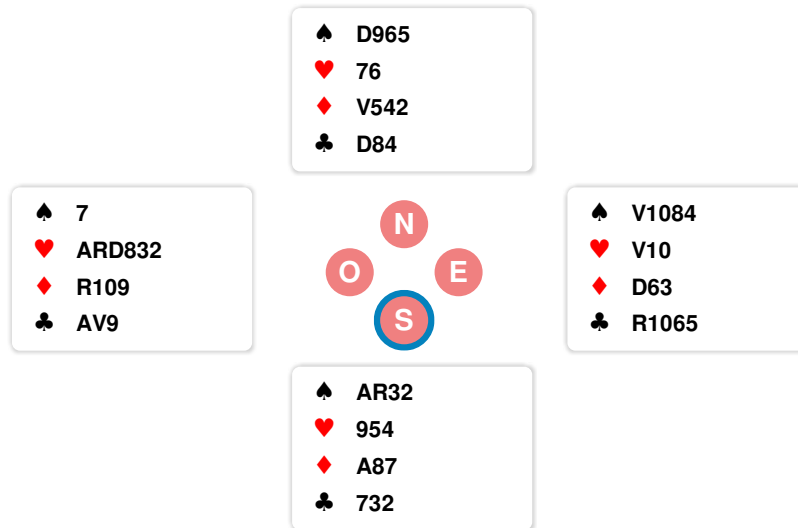 ♠ D965
♥ 76
♦ V542
♣ D84
♠ 7
♥ ARD832
♦ R109
♣ AV9
N
O E
S
♠ V1084
♥ V10
♦ D63
♣ R1065
♠ AR32
♥ 954
♦ A87
♣ 732